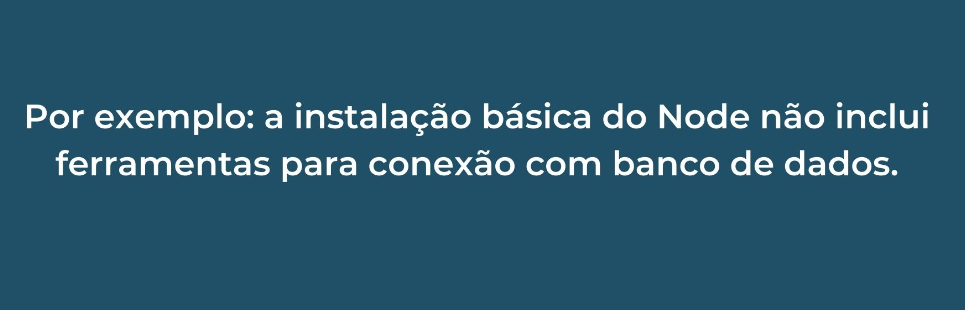 Por exemplo: a instalação básica do Node não inclui
ferramentas para conexão com banco de dados.